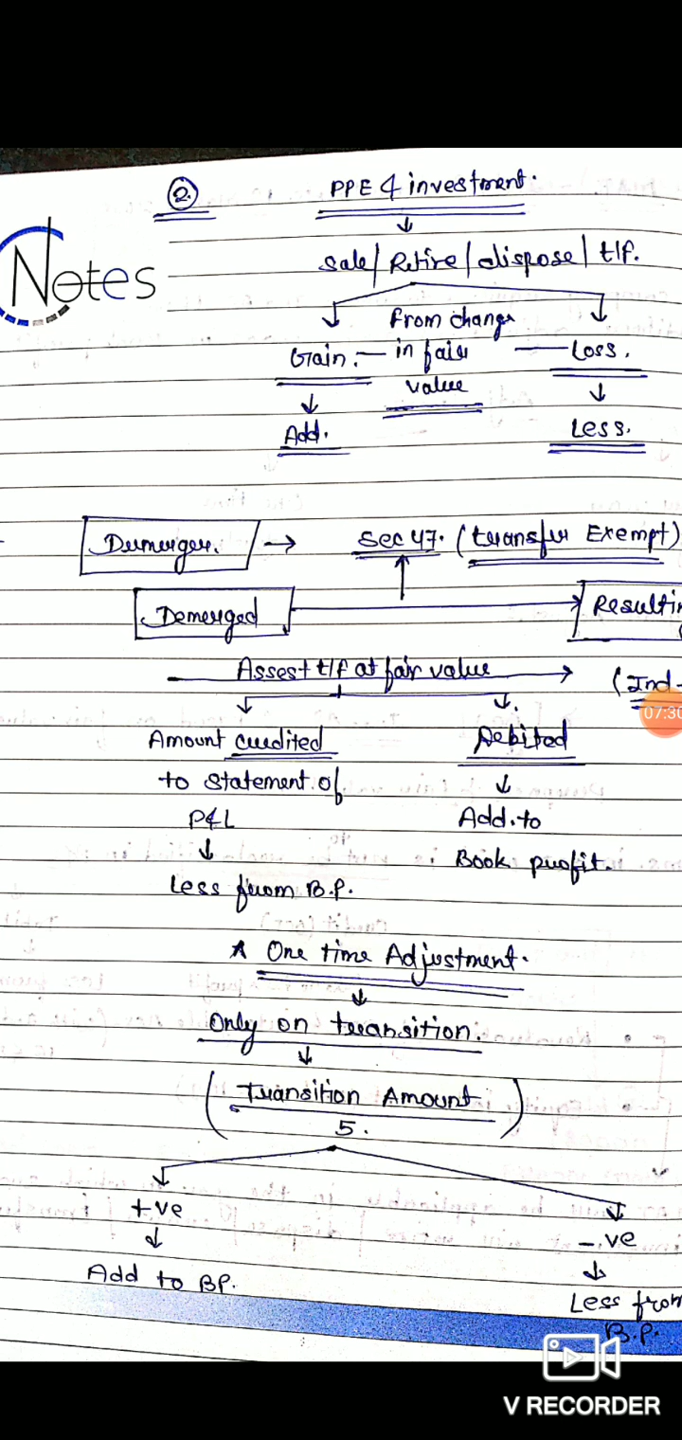 ② PPE & investment.
Notes
Sale/ Retire/ dispose/ t/f.
From change
Gain. — in fair — Loss.
value
Add. Less.
Demerger. → Sec 47. (transfer Exempt)
Demerged Resultin
Assest t/f at fair value (Ind-
07:30
Amount credited Debited
to statement of
P&L Add. to
Book profit.
Less from B.P.
* One time Adjustment.
Only on transition.
(Transition Amount)
5.
+ve
-ve
Add to BP.
Less from
B.P.
V RECORDER